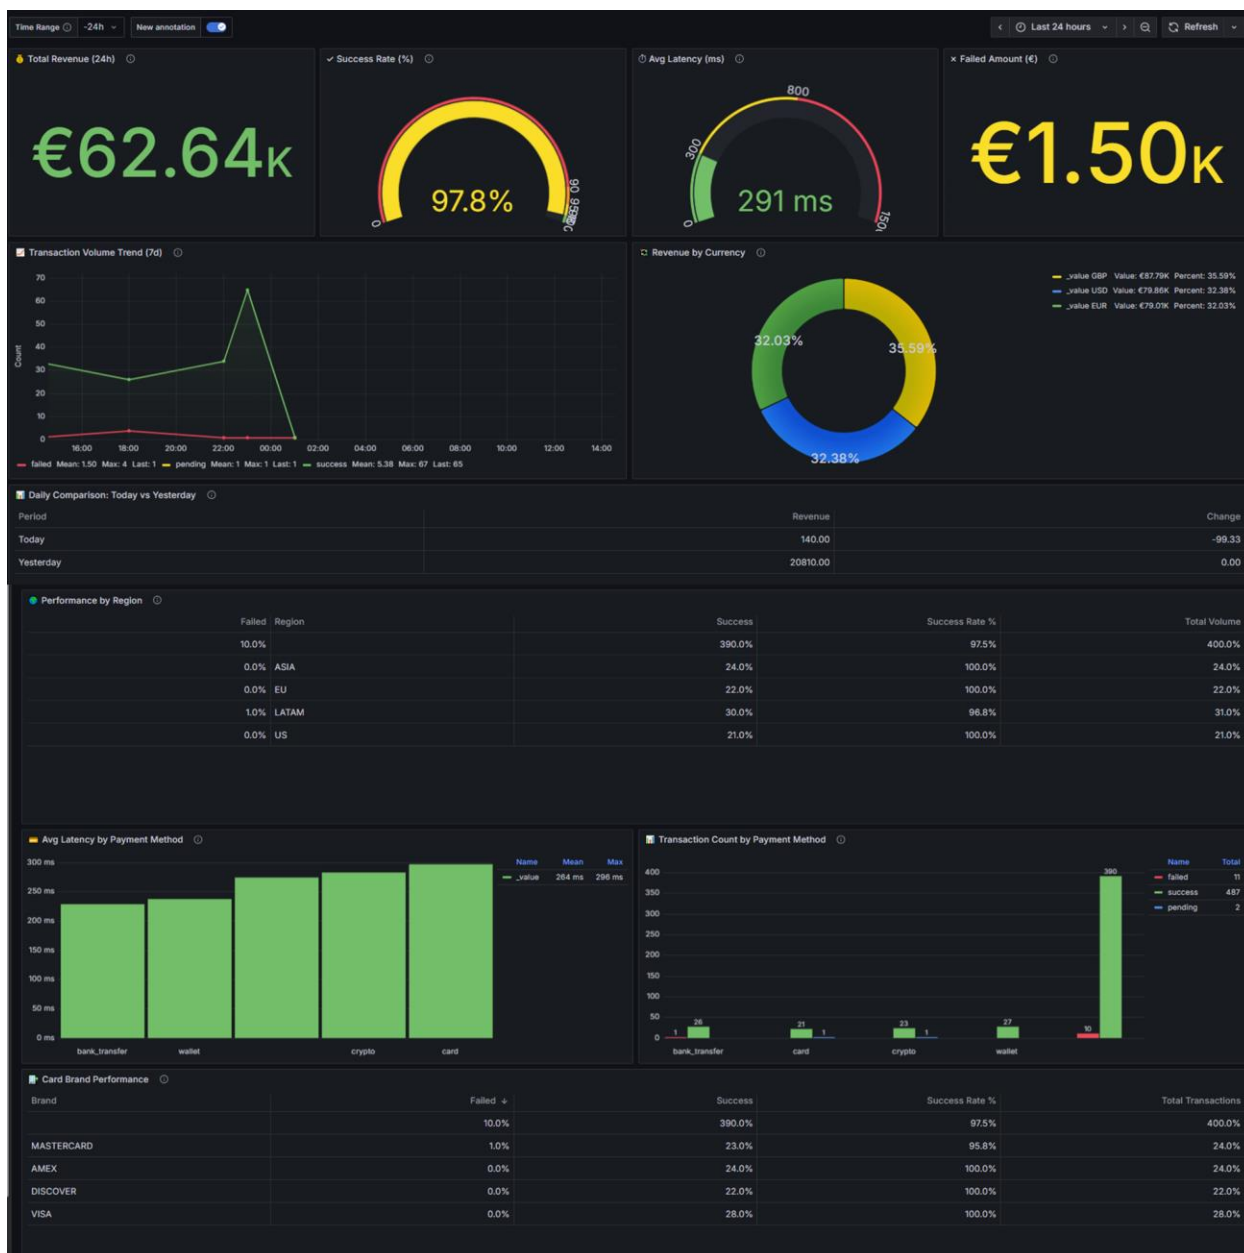 Time Range -24h New annotation Last 24 hours Refresh
Total Revenue (24h)
€62.64K
Success Rate (%)
97.8%
0
90
Avg Latency (ms)
291 ms
0
300
800
Failed Amount (€)
€1.50K
Transaction Volume Trend (7d)
Count
70
60
50
40
30
20
10
0
16:00 18:00 20:00 22:00 00:00 02:00 04:00 06:00 08:00 10:00 12:00 14:00
failed Mean: 1.50 Max: 4 Last: 1 pending Mean: 1 Max: 1 Last: 1 success Mean: 5.38 Max: 67 Last: 65
Revenue by Currency
32.03%
35.59%
32.38%
_value GBP Value: €87.79K Percent: 35.59%
_value USD Value: €79.86K Percent: 32.38%
_value EUR Value: €79.01K Percent: 32.03%
Daily Comparison: Today vs Yesterday
Period Revenue Change
Today 140.00 -99.33
Yesterday 20810.00 0.00
Performance by Region
Failed Region Success Success Rate % Total Volume
10.0% 390.0% 97.5% 400.0%
0.0% ASIA 24.0% 100.0% 24.0%
0.0% EU 22.0% 100.0% 22.0%
1.0% LATAM 30.0% 96.8% 31.0%
0.0% US 21.0% 100.0% 21.0%
Avg Latency by Payment Method
300 ms
250 ms
200 ms
150 ms
100 ms
50 ms
0 ms
bank_transfer wallet crypto card
Name Mean Max
_value 264 ms 296 ms
Transaction Count by Payment Method
400
350
300
250
200
150
100
50
0
1 26 21 1 23 1 27 10 390
bank_transfer card crypto wallet
Name Total
failed 11
success 487
pending 2
Card Brand Performance
Brand Failed Success Success Rate % Total Transactions
10.0% 390.0% 97.5% 400.0%
MASTERCARD 1.0% 23.0% 95.8% 24.0%
AMEX 0.0% 24.0% 100.0% 24.0%
DISCOVER 0.0% 22.0% 100.0% 22.0%
VISA 0.0% 28.0% 100.0% 28.0%